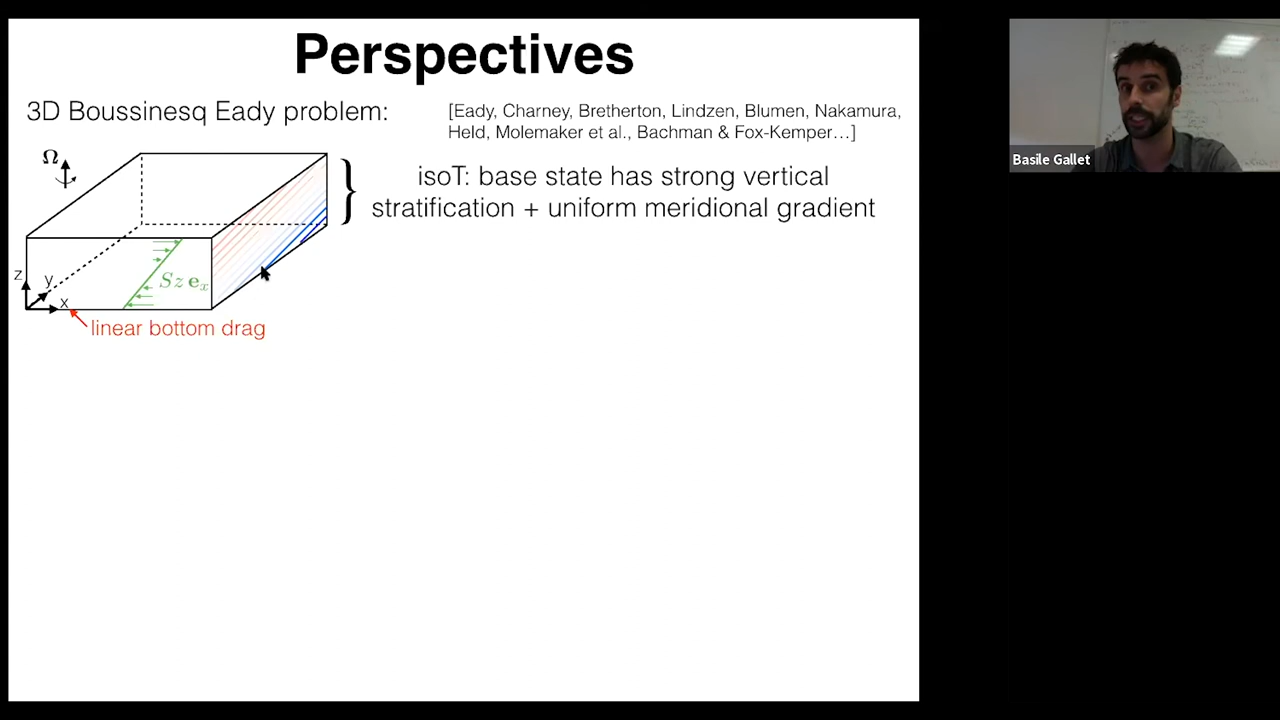 Perspectives
3D Boussinesq Eady problem:
[Eady, Charney, Bretherton, Lindzen, Blumen, Nakamura,
Held, Molemaker et al., Bachman & Fox-Kemper…]
Ω
isoT: base state has strong vertical
stratification + uniform meridional gradient
z
y
x
S z e_x
linear bottom drag
Basile Gallet